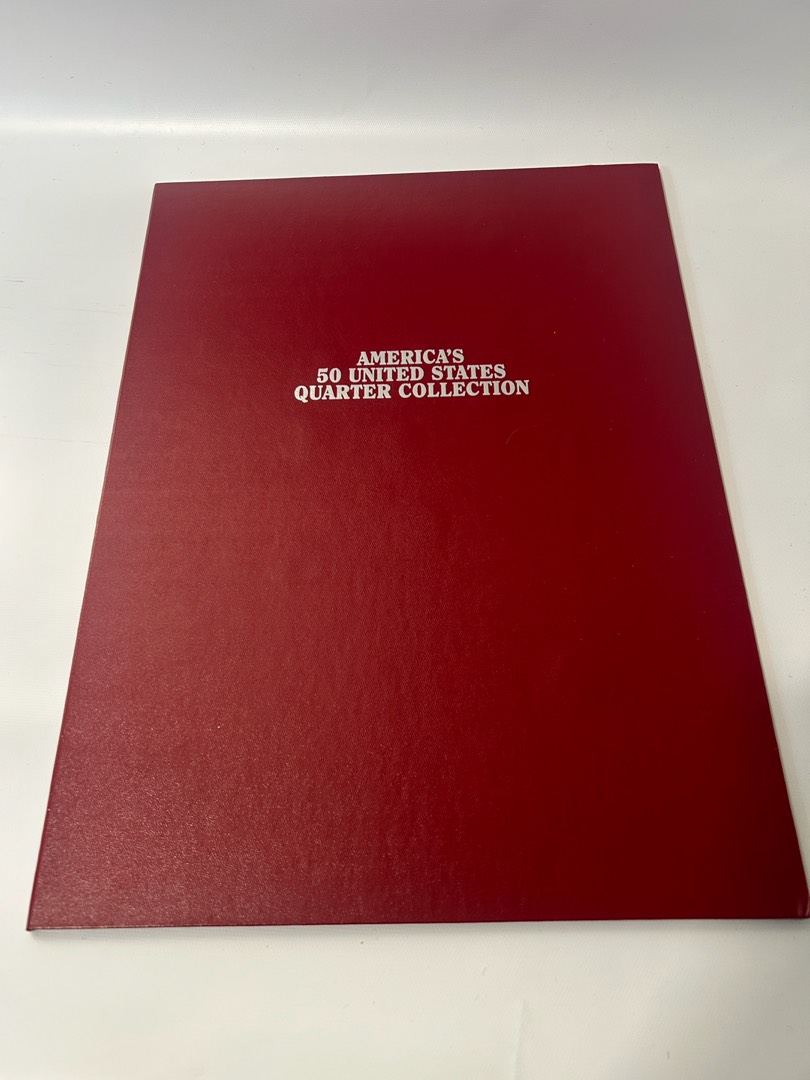 AMERICA'S
50 UNITED STATES
QUARTER COLLECTION